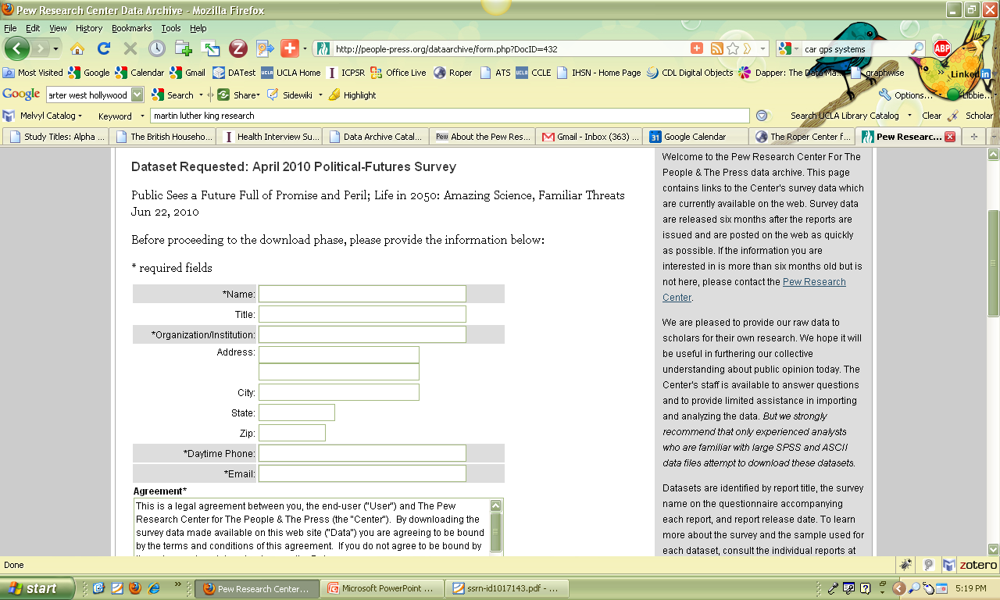 Pew Research Center Data Archive - Mozilla Firefox
File Edit View History Bookmarks Tools Help
http://people-press.org/dataarchive/form.php?DocID=432
car gps systems
ABP
Most Visited Google Calendar Gmail DATest UCLA Home ICPSR Office Live Roper ATS CCLE IHSN - Home Page CDL Digital Objects Dapper: The Data Ma... graphwise » Linked in
Google arter west hollywood Search Share Sidewiki Highlight Options...
Melvyl Catalog Keyword martin luther king research Search UCLA Library Catalog Clear Scholar
Study Titles: Alpha ... The British Househo... Health Interview Su... Data Archive Catal... Pew About the Pew Res... Gmail - Inbox (363) ... 31 Google Calendar The Roper Center f... Pew Researc...
Dataset Requested: April 2010 Political-Futures Survey
Public Sees a Future Full of Promise and Peril; Life in 2050: Amazing Science, Familiar Threats
Jun 22, 2010
Before proceeding to the download phase, please provide the information below:
* required fields
*Name:
Title:
*Organization/Institution:
Address:
City:
State:
Zip:
*Daytime Phone:
*Email:
Agreement*
This is a legal agreement between you, the end-user ("User") and The Pew
Research Center for The People & The Press (the "Center"). By downloading the
survey data made available on this web site ("Data") you are agreeing to be bound
by the terms and conditions of this agreement. If you do not agree to be bound by
Welcome to the Pew Research Center For The
People & The Press data archive. This page
contains links to the Center's survey data which
are currently available on the web. Survey data
are released six months after the reports are
issued and are posted on the web as quickly
as possible. If the information you are
interested in is more than six months old but is
not here, please contact the Pew Research
Center.
We are pleased to provide our raw data to
scholars for their own research. We hope it will
be useful in furthering our collective
understanding about public opinion today. The
Center's staff is available to answer questions
and to provide limited assistance in importing
and analyzing the data. But we strongly
recommend that only experienced analysts
who are familiar with large SPSS and ASCII
data files attempt to download these datasets.
Datasets are identified by report title, the survey
name on the questionnaire accompanying
each report, and report release date. To learn
more about the survey and the sample used for
each dataset, consult the individual reports at
Done
zotero
start » Pew Research Center... Microsoft PowerPoint ... ssrn-id1017143.pdf - ... 5:19 PM